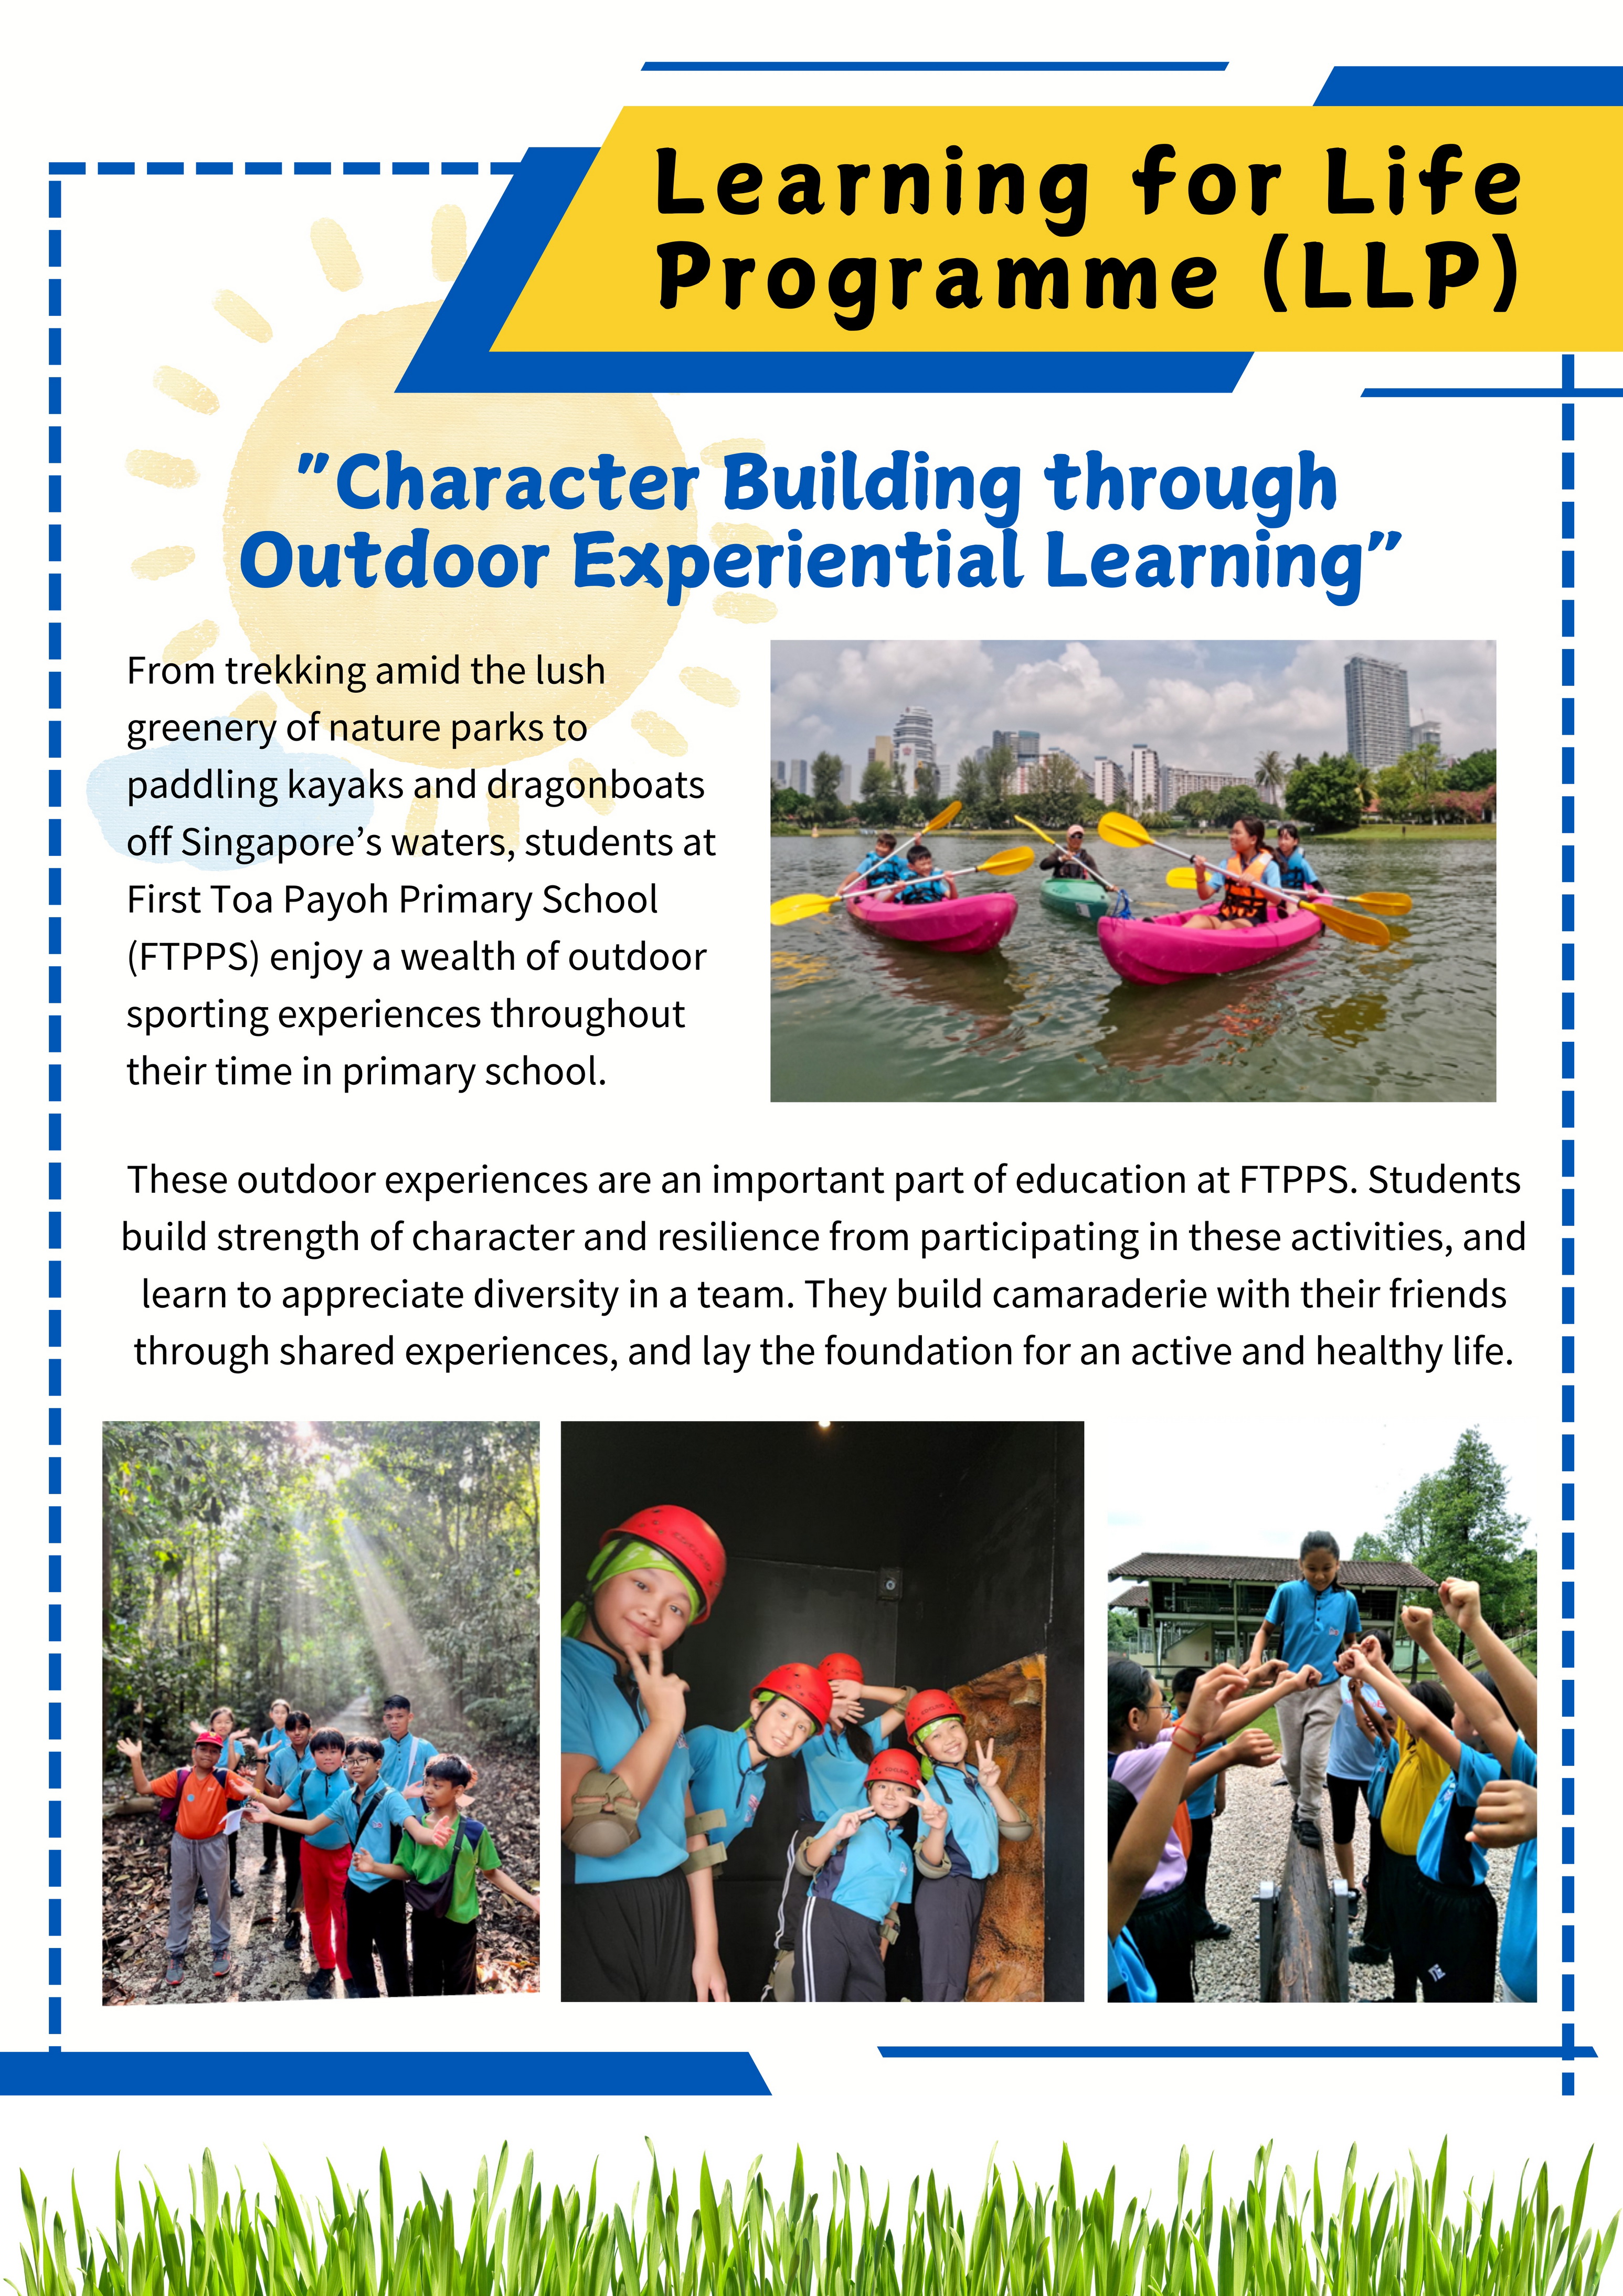 Learning for Life
Programme (LLP)
"Character Building through
Outdoor Experiential Learning"
From trekking amid the lush
greenery of nature parks to
paddling kayaks and dragonboats
off Singapore’s waters, students at
First Toa Payoh Primary School
(FTPPS) enjoy a wealth of outdoor
sporting experiences throughout
their time in primary school.
These outdoor experiences are an important part of education at FTPPS. Students
build strength of character and resilience from participating in these activities, and
learn to appreciate diversity in a team. They build camaraderie with their friends
through shared experiences, and lay the foundation for an active and healthy life.